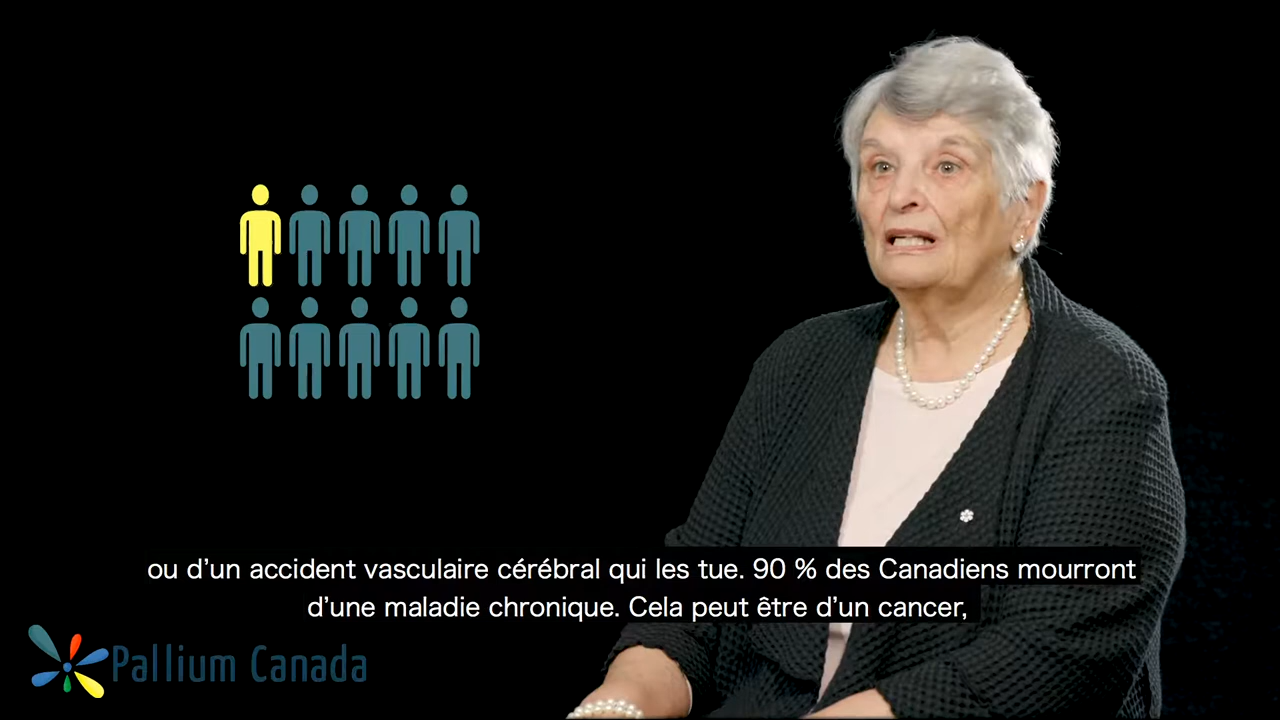 ou d’un accident vasculaire cérébral qui les tue. 90 % des Canadiens mourront
d’une maladie chronique. Cela peut être d’un cancer,
Pallium Canada